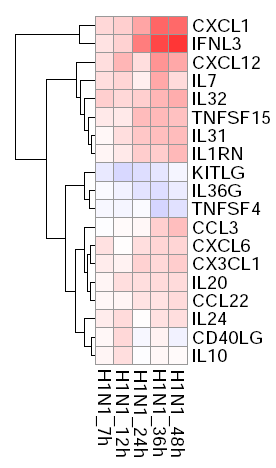 CXCL1
IFNL3
CXCL12
IL7
IL32
TNFSF15
IL31
IL1RN
KITLG
IL36G
TNFSF4
CCL3
CXCL6
CX3CL1
IL20
CCL22
IL24
CD40LG
IL10
H1N1_7h
H1N1_12h
H1N1_24h
H1N1_36h
H1N1_48h